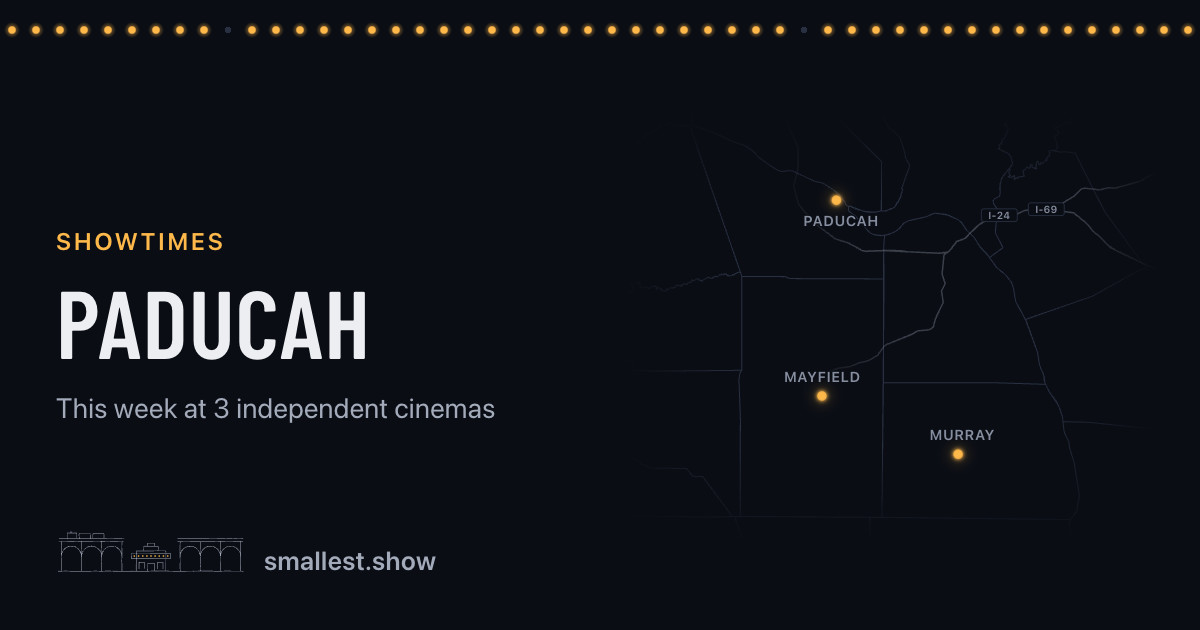 SHOWTIMES
PADUCAH
This week at 3 independent cinemas
smallest.show
PADUCAH
I-24
I-69
MAYFIELD
MURRAY